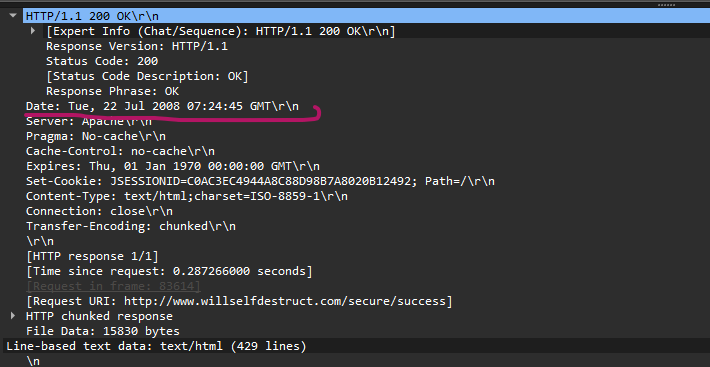 HTTP/1.1 200 OK\r\n
[Expert Info (Chat/Sequence): HTTP/1.1 200 OK\r\n]
Response Version: HTTP/1.1
Status Code: 200
[Status Code Description: OK]
Response Phrase: OK
Date: Tue, 22 Jul 2008 07:24:45 GMT\r\n
Server: Apache\r\n
Pragma: No-cache\r\n
Cache-Control: no-cache\r\n
Expires: Thu, 01 Jan 1970 00:00:00 GMT\r\n
Set-Cookie: JSESSIONID=C0AC3EC4944A8C88D98B7A8020B12492; Path=/\r\n
Content-Type: text/html;charset=ISO-8859-1\r\n
Connection: close\r\n
Transfer-Encoding: chunked\r\n
\r\n
[HTTP response 1/1]
[Time since request: 0.287266000 seconds]
[Request in frame: 83614]
[Request URI: http://www.willselfdestruct.com/secure/success]
HTTP chunked response
File Data: 15830 bytes
Line-based text data: text/html (429 lines)
\n